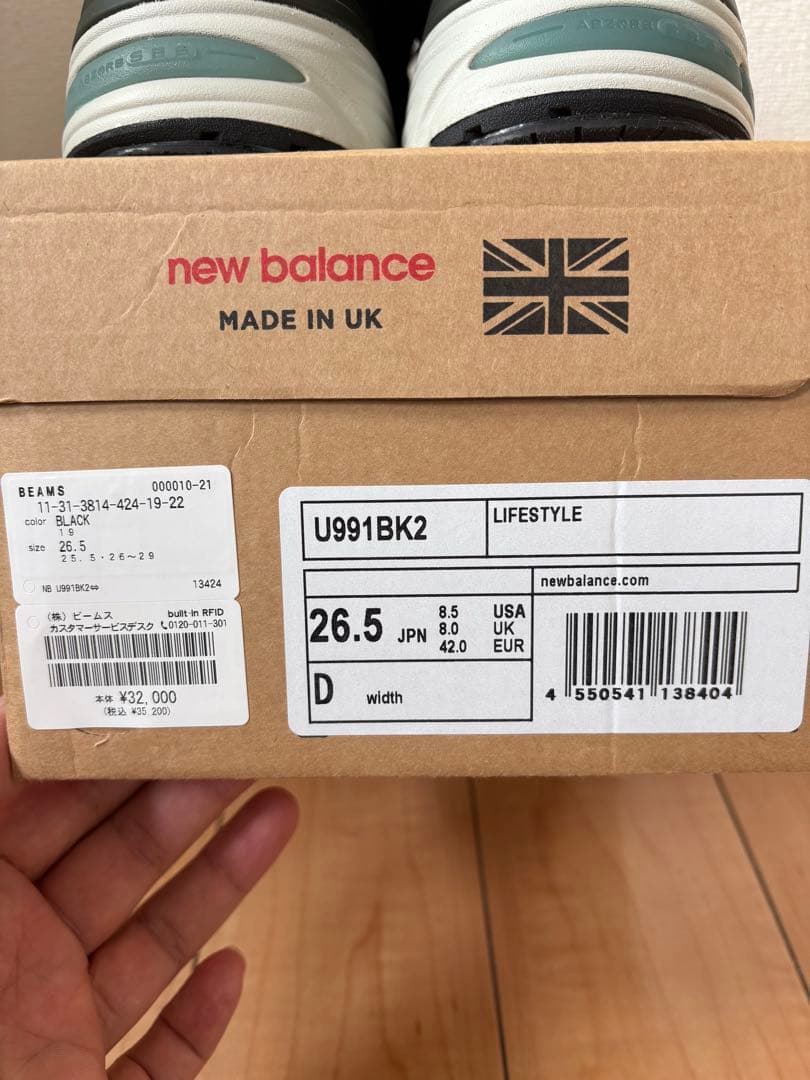 ABZORB SBS
ABZORB SBS
new balance
MADE IN UK
BEAMS 000010-21
11-31-3814-424-19-22
color BLACK
19
size 26.5
25.5・26～29
NB U991BK2⇔ 13424
(株) ビームス built-in RFID
カスタマーサービスデスク 0120-011-301
本体 ¥32,000
(税込 ¥35,200)
U991BK2 LIFESTYLE
newbalance.com
26.5 JPN 8.5 USA
8.0 UK
42.0 EUR
D width
4 550541 138404